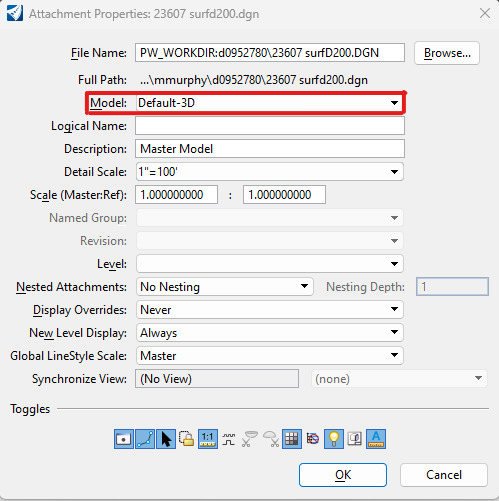 Attachment Properties: 23607 surfd200.dgn
File Name: PW_WORKDIR:d0952780\23607 surfD200.DGN Browse...
Full Path: ...\mmurphy\d0952780\23607 surfd200.dgn
Model: Default-3D
Logical Name:
Description: Master Model
Detail Scale: 1"=100'
Scale (Master:Ref): 1.000000000 : 1.000000000
Named Group:
Revision:
Level:
Nested Attachments: No Nesting Nesting Depth: 1
Display Overrides: Never
New Level Display: Always
Global LineStyle Scale: Master
Synchronize View: (No View) (none)
Toggles
1:1 A
OK Cancel